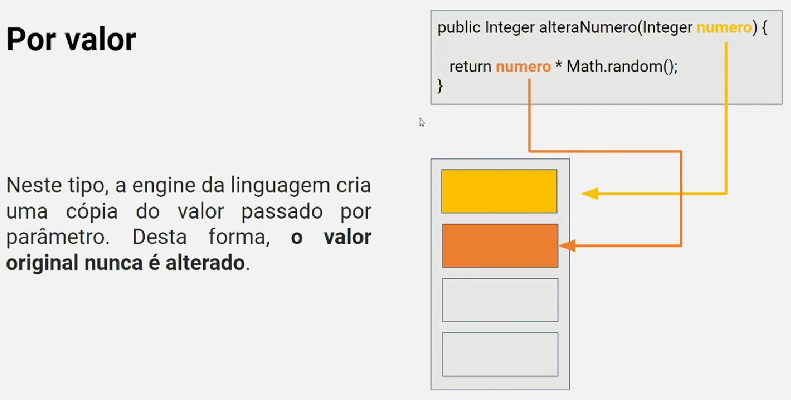 Por valor
Neste tipo, a engine da linguagem cria
uma cópia do valor passado por
parâmetro. Desta forma, o valor
original nunca é alterado.
public Integer alteraNumero(Integer numero) {
return numero * Math.random();
}